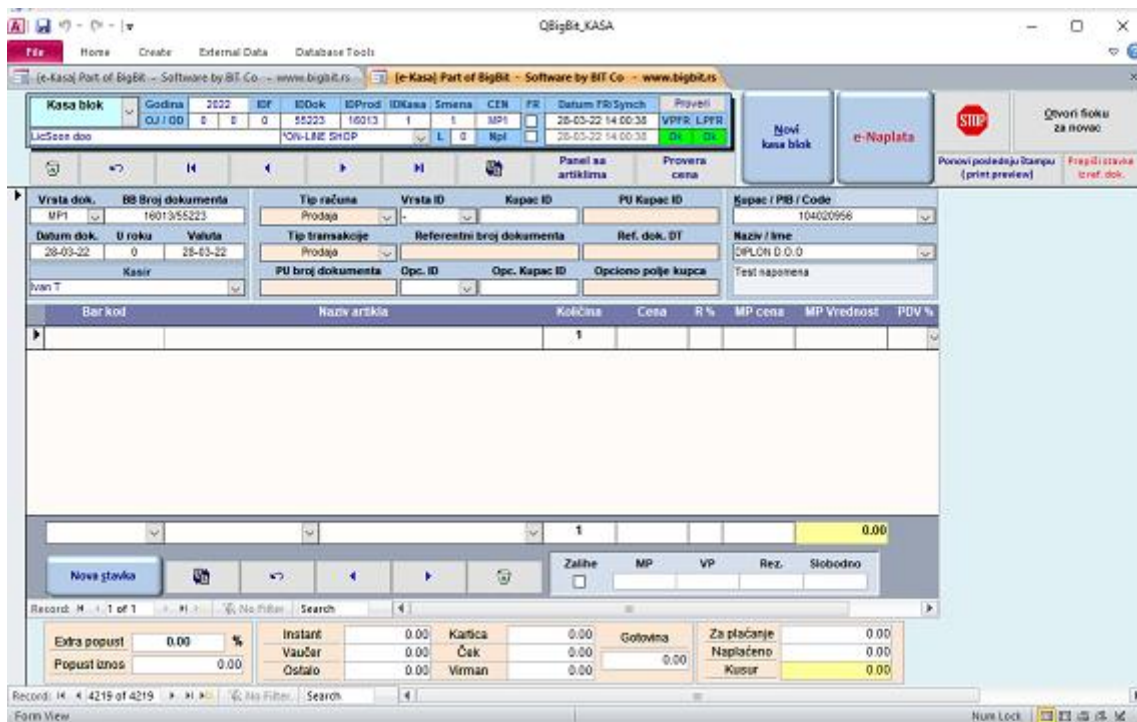 QBigBit_KASA
File Home Create External Data Database Tools
(e-Kasa) Part of BigBit - Software by BIT Co - www.bigbit.rs
(e-Kasa) Part of BigBit - Software by BIT Co - www.bigbit.rs
Kasa blok Godina 2022 IDF IDDok IDProd IDKasa Smena CEN FR Datum FR/Synch Proveri
OJ / OD 0 0 0 55223 16013 1 1 MP1 28-03-22 14:00:38 VPFR LPFR
*ON-LINE SHOP L 0 Npl 28-03-22 14:00:38 Ok Ok
Novi kasa blok
e-Naplata
STOP
Otvori fioku za novac
Panel sa artiklima
Provera cena
Ponovi poslednju štampu (print preview)
Prepiši stavke iz ref. dok.
Vrsta dok. BB Broj dokumenta Tip računa Vrsta ID Kupac ID PU Kupac ID Kupac / PIB / Code
MP1 16013/55223 Prodaja - 104020956
Datum dok. U roku Valuta Tip transakcije Referentni broj dokumenta Ref. dok. DT Naziv / Ime
28-03-22 0 28-03-22 Prodaja DIPLON D.O.O
Kasir PU broj dokumenta Opc. ID Opc. Kupac ID Opciono polje kupca Test napomena
Ivan T
Bar kod Naziv artikla Količina Cena R % MP cena MP Vrednost PDV %
1
1 0.00
Nova stavka
Zalihe MP VP Rez. Slobodno
Record: 1 of 1 No Filter Search
Extra popust 0.00 % Instant 0.00 Kartica 0.00 Gotovina Za plaćanje 0.00
Vaučer 0.00 Ček 0.00 0.00 Naplaćeno 0.00
Popust iznos 0.00 Ostalo 0.00 Virman 0.00 Kusur 0.00
Record: 4219 of 4219 No Filter Search
Form View Num Lock